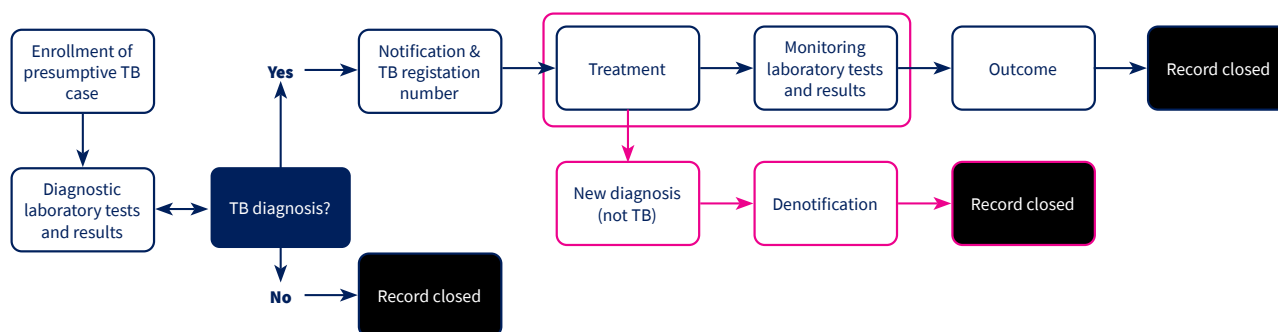 Enrollment of
presumptive TB
case
Diagnostic
laboratory tests
and results
TB diagnosis?
Yes
No
Record closed
Notification &
TB registation
number
Treatment
Monitoring
laboratory tests
and results
Outcome
Record closed
New diagnosis
(not TB)
Denotification
Record closed